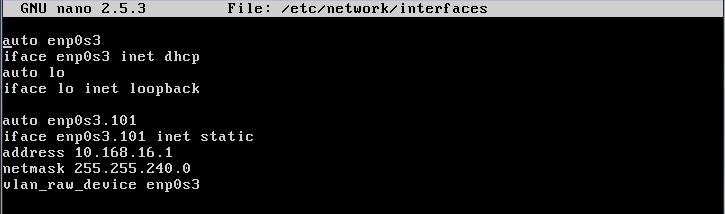 GNU nano 2.5.3 File: /etc/network/interfaces
auto enp0s3
iface enp0s3 inet dhcp
auto lo
iface lo inet loopback
auto enp0s3.101
iface enp0s3.101 inet static
address 10.168.16.1
netmask 255.255.240.0
vlan_raw_device enp0s3